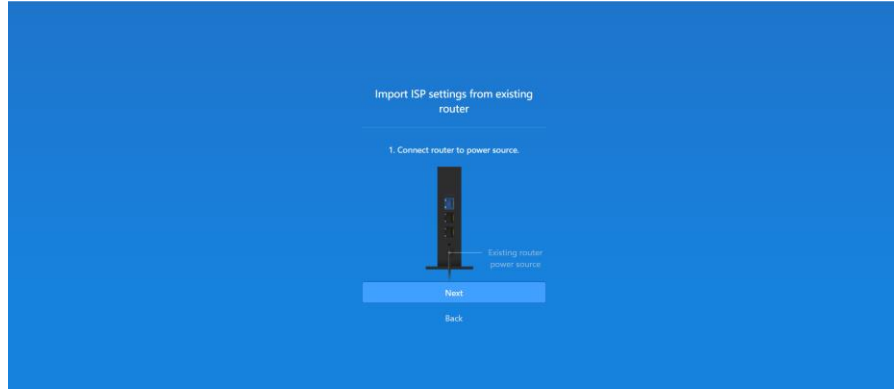 Import ISP settings from existing
router
1. Connect router to power source.
Existing router
power source
Next
Back